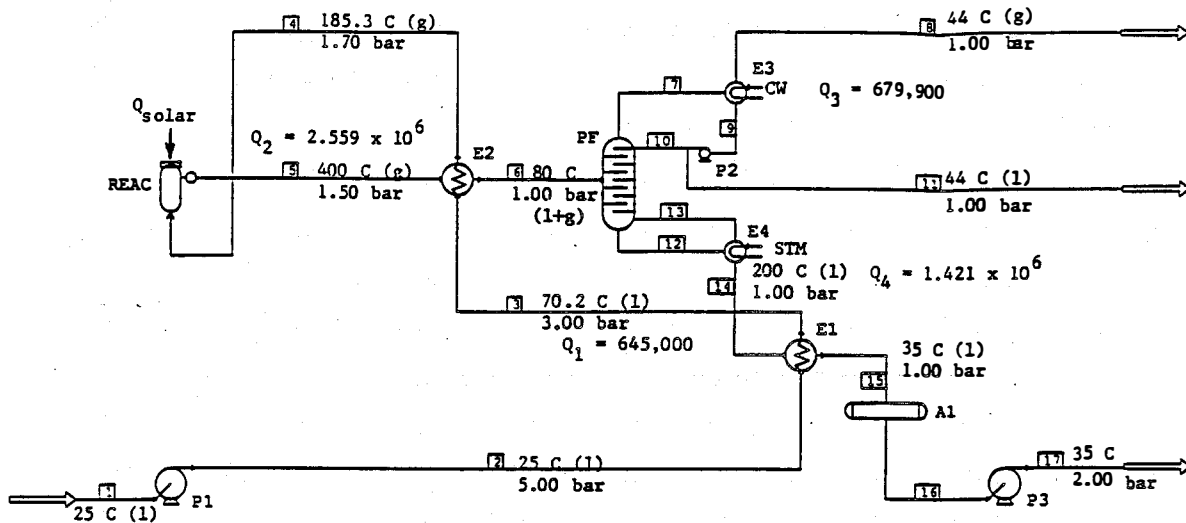 4 185.3 C (g)
1.70 bar
8 44 C (g)
1.00 bar
E3
CW
Q3 = 679,900
7
9
Q solar
Q2 = 2.559 x 10^6
E2
PF
10
P2
REAC
5 400 C (g)
1.50 bar
6 80 C
1.00 bar
(l+g)
11 44 C (l)
1.00 bar
13
E4
12
STM
200 C (l)
14 1.00 bar
Q4 = 1.421 x 10^6
3 70.2 C (l)
3.00 bar
Q1 = 645,000
E1
35 C (l)
1.00 bar
15
A1
2 25 C (l)
5.00 bar
17 35 C
2.00 bar
1
25 C (l)
P1
16
P3